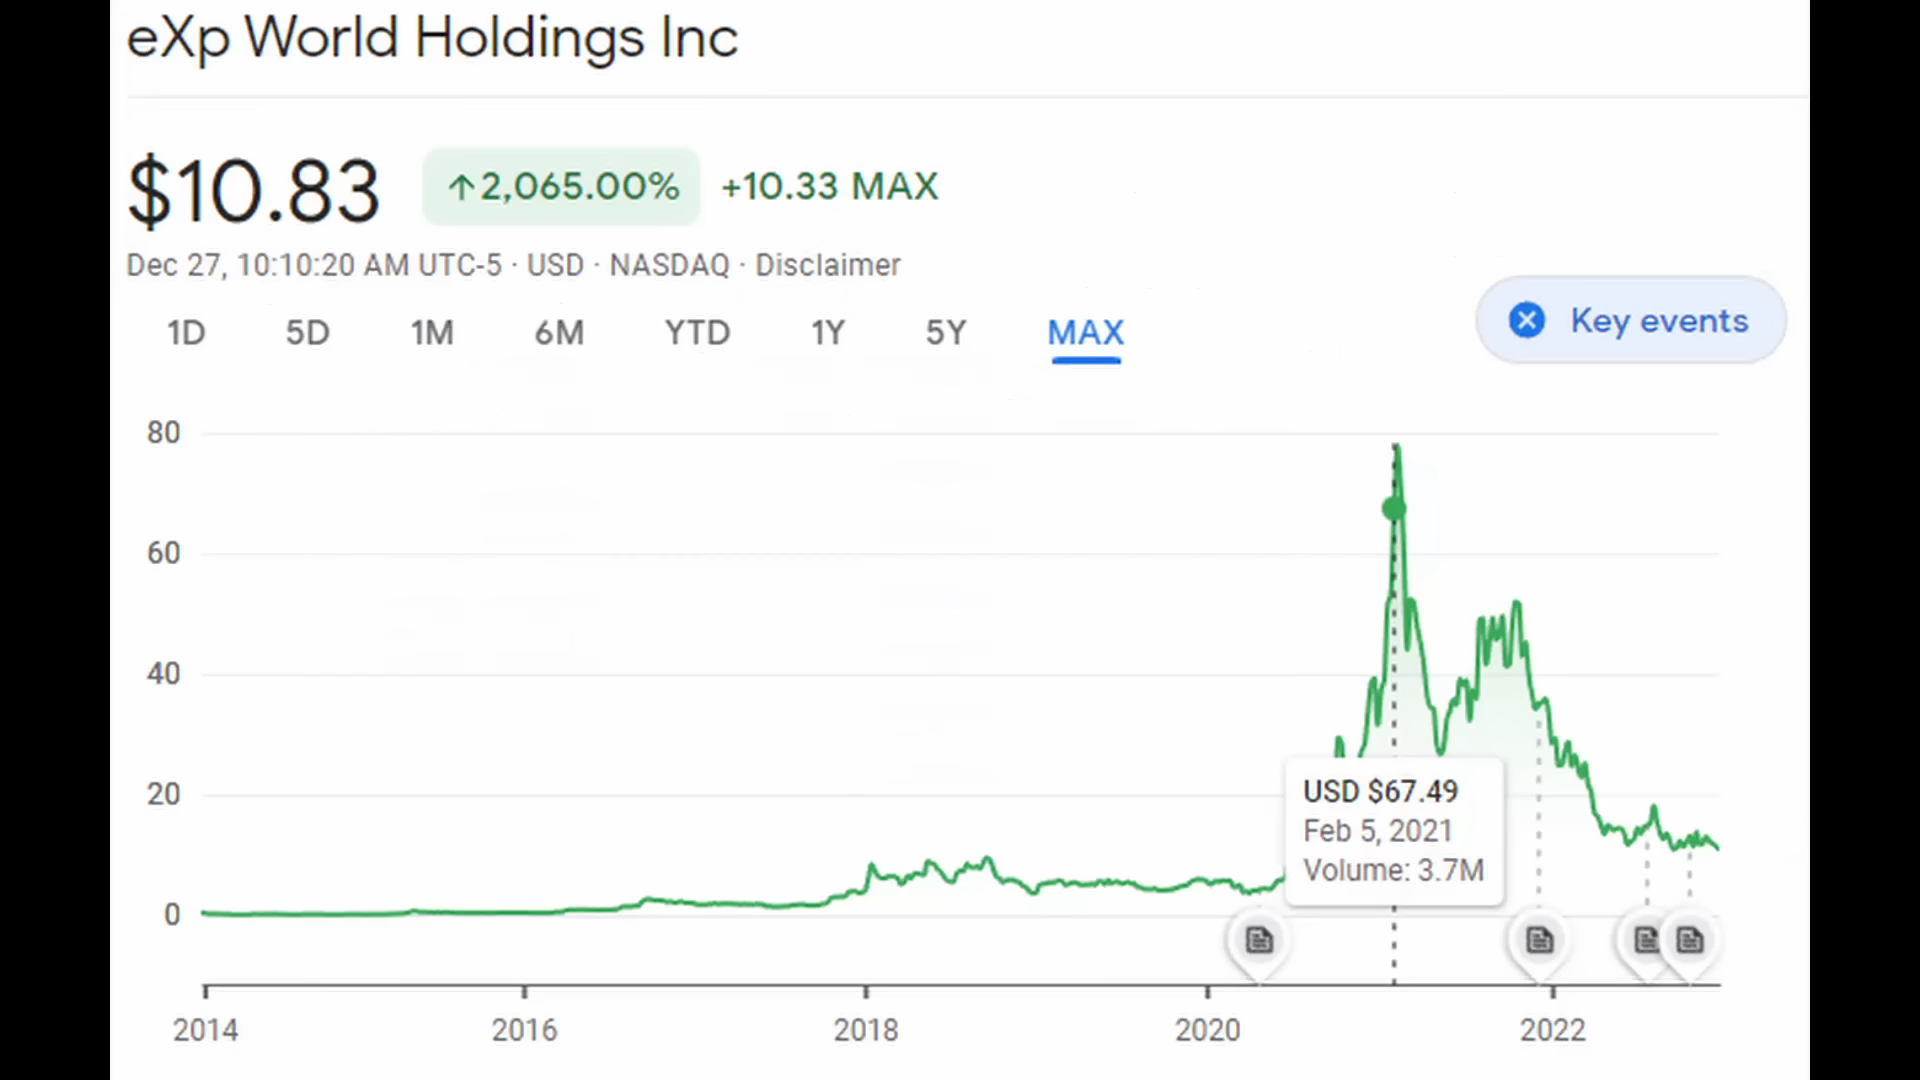 eXp World Holdings Inc
$10.83 ↑2,065.00% +10.33 MAX
Dec 27, 10:10:20 AM UTC-5 · USD · NASDAQ · Disclaimer
1D 5D 1M 6M YTD 1Y 5Y MAX
Key events
80
60
40
20
0
USD $67.49
Feb 5, 2021
Volume: 3.7M
2014 2016 2018 2020 2022